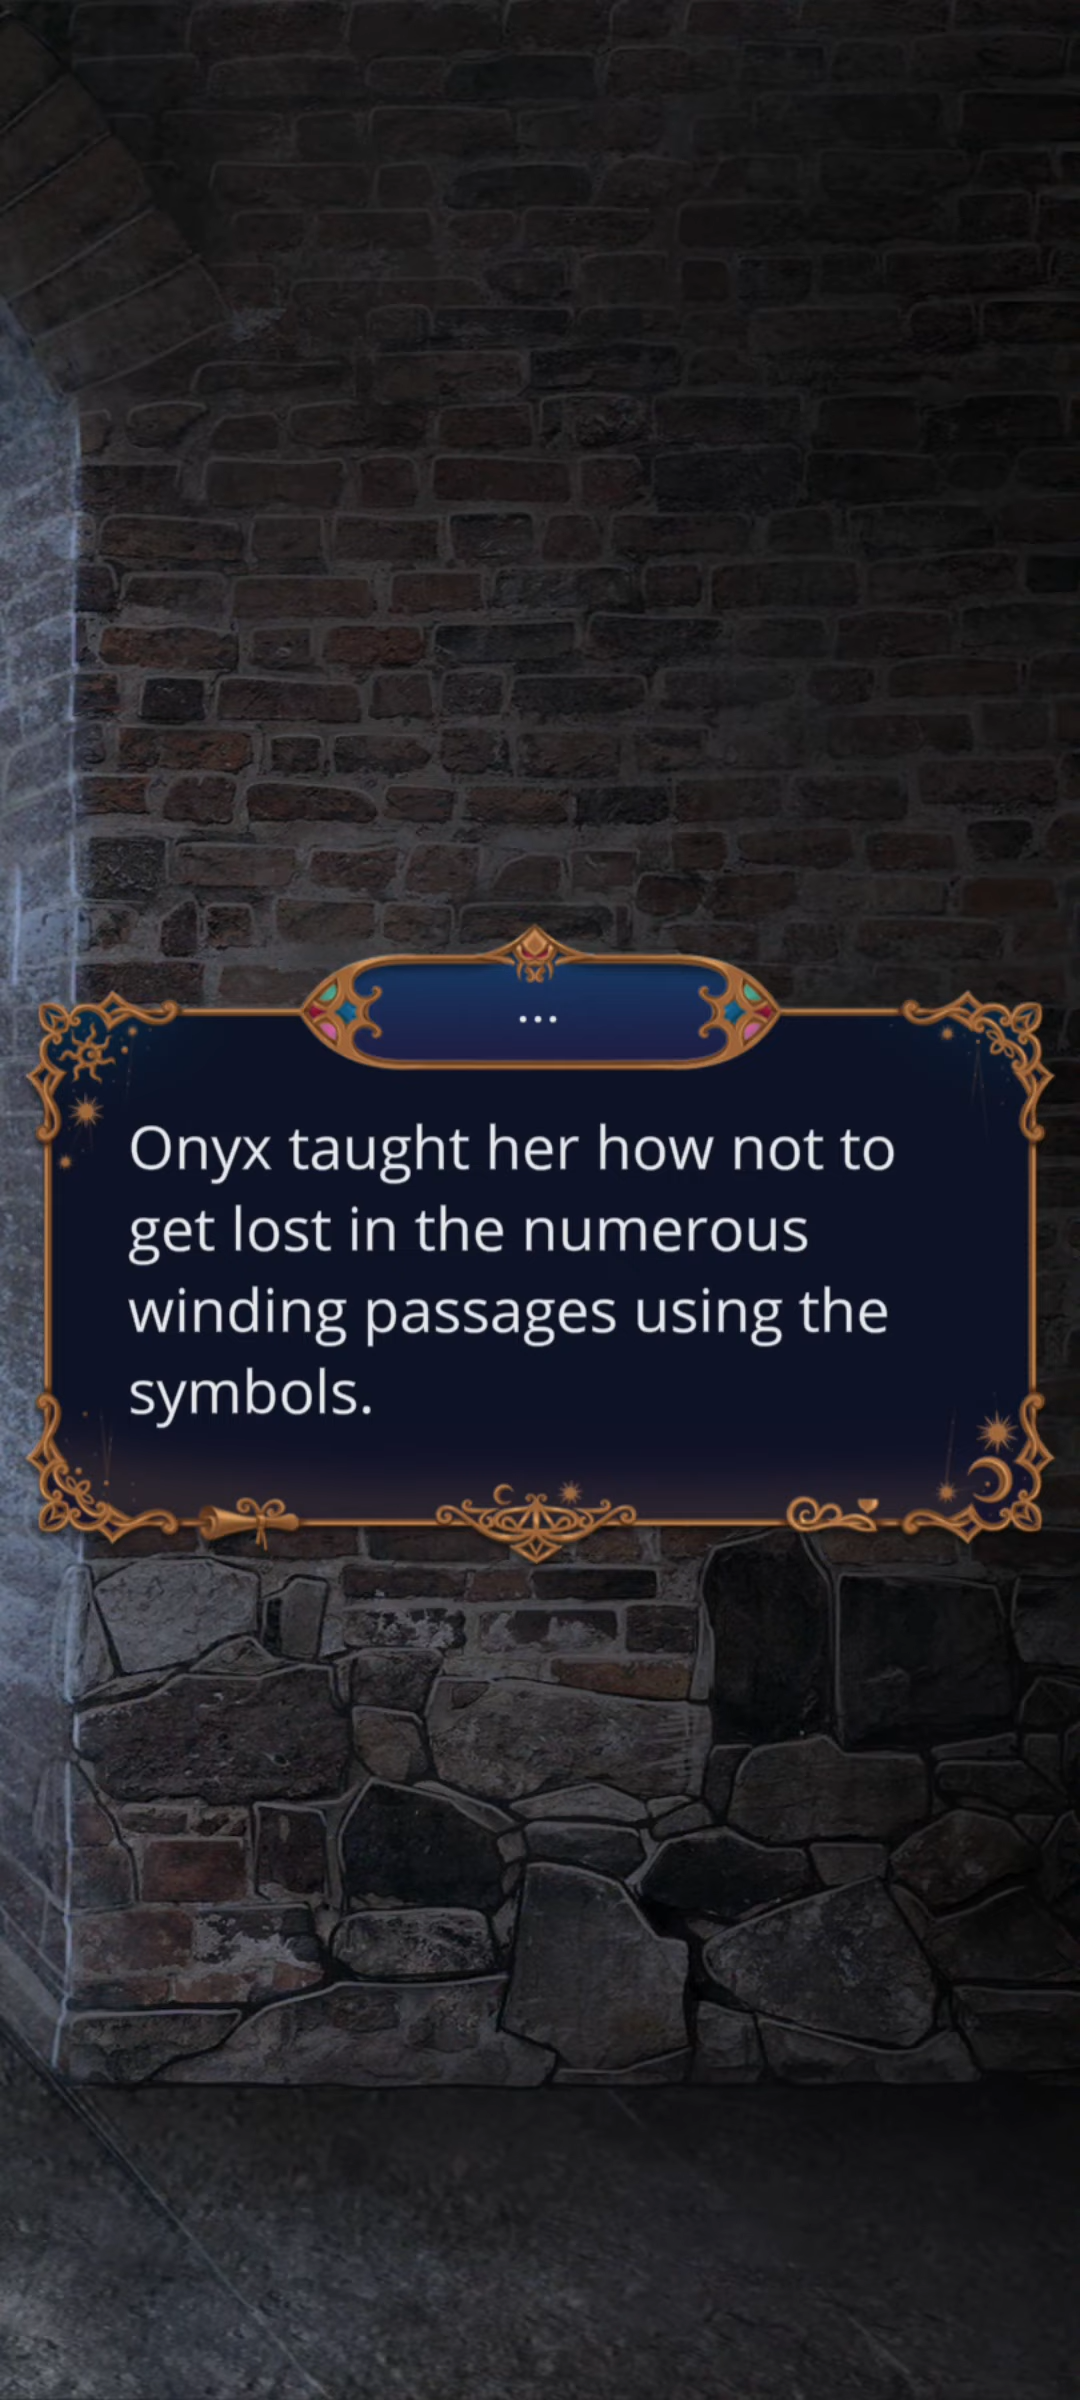 ...
Onyx taught her how not to
get lost in the numerous
winding passages using the
symbols.